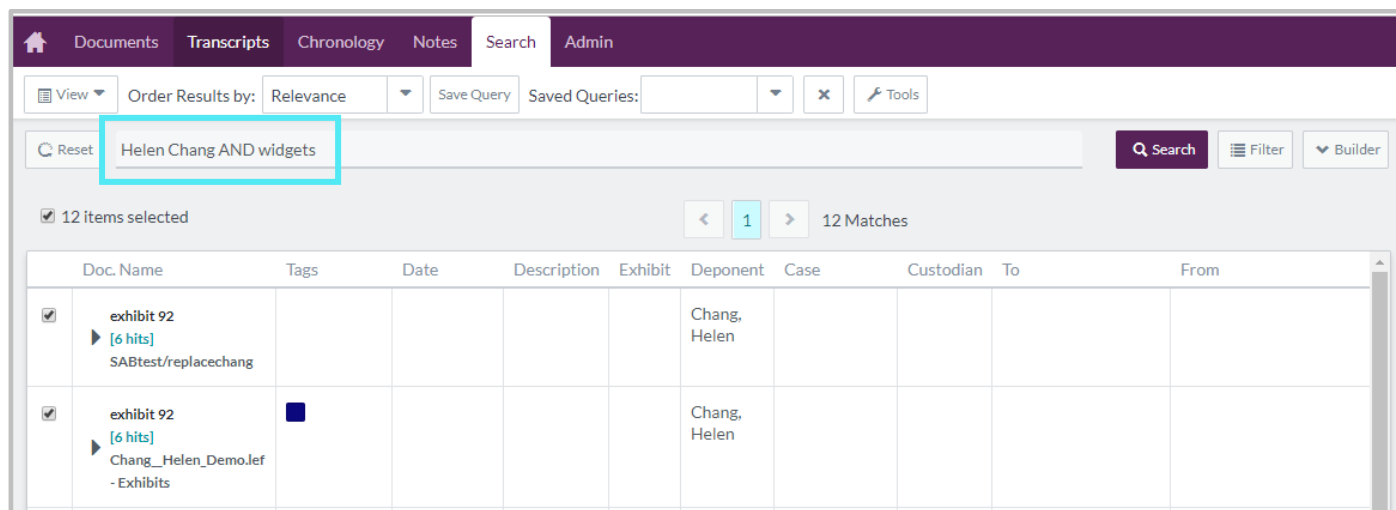 Documents Transcripts Chronology Notes Search Admin
View Order Results by: Relevance Save Query Saved Queries: Tools
Reset Helen Chang AND widgets Search Filter Builder
12 items selected 1 12 Matches
Doc. Name Tags Date Description Exhibit Deponent Case Custodian To From
exhibit 92
[6 hits]
SABtest/replacechang
Chang,
Helen
exhibit 92
[6 hits]
Chang__Helen_Demo.lef
- Exhibits
Chang,
Helen